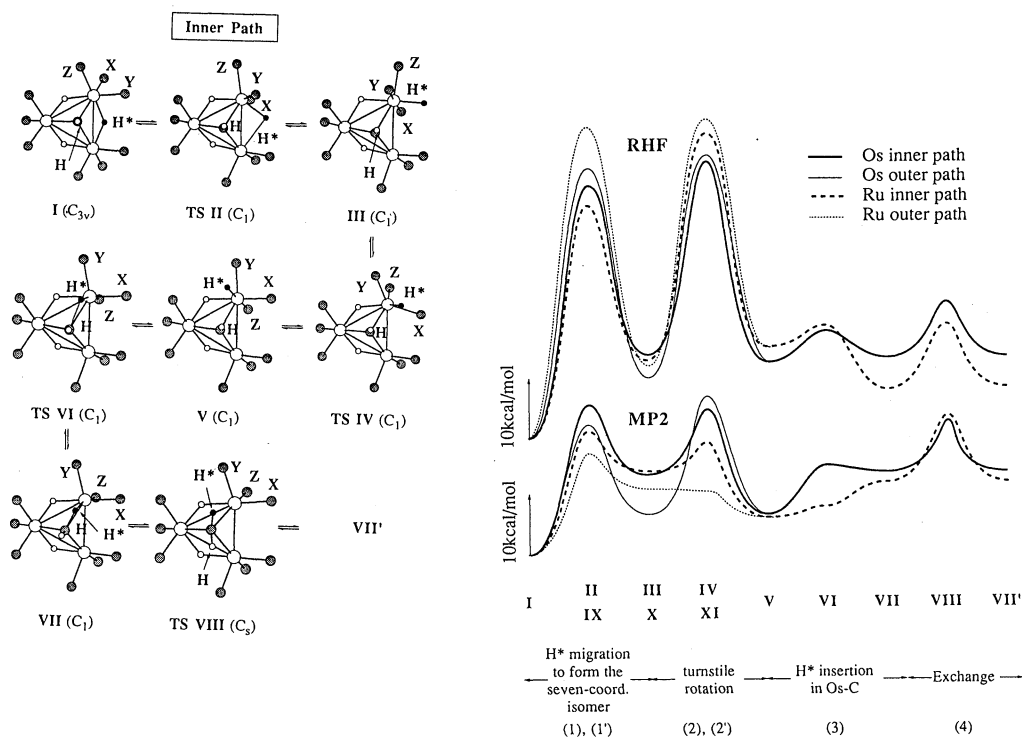 Inner Path
Z
X
Y
H*
H
I (C3v)
Z
Y
X
H
H*
TS II (C1)
Z
Y
H*
X
H
III (C1)
Y
H*
X
H
Z
TS VI (C1)
Y
H*
X
H
Z
V (C1)
Z
Y
H*
H
X
TS IV (C1)
Y
Z
X
H
H*
VII (C1)
H*
Y
Z
X
H
TS VIII (Cs)
VII'
RHF
Os inner path
Os outer path
Ru inner path
Ru outer path
10kcal/mol
MP2
10kcal/mol
I
II
III
IV
V
VI
VII
VIII
VII'
IX
X
XI
H* migration
to form the
seven-coord.
isomer
(1), (1')
turnstile
rotation
(2), (2')
H* insertion
in Os-C
(3)
Exchange
(4)